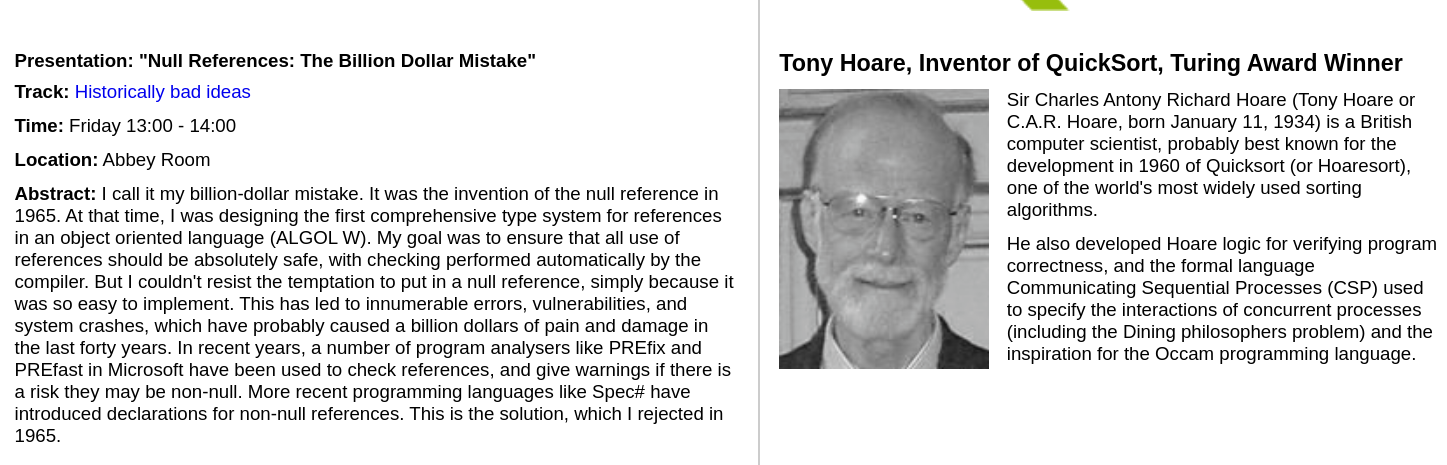 Presentation: "Null References: The Billion Dollar Mistake"
Track: Historically bad ideas
Time: Friday 13:00 - 14:00
Location: Abbey Room
Abstract: I call it my billion-dollar mistake. It was the invention of the null reference in
1965. At that time, I was designing the first comprehensive type system for references
in an object oriented language (ALGOL W). My goal was to ensure that all use of
references should be absolutely safe, with checking performed automatically by the
compiler. But I couldn't resist the temptation to put in a null reference, simply because it
was so easy to implement. This has led to innumerable errors, vulnerabilities, and
system crashes, which have probably caused a billion dollars of pain and damage in
the last forty years. In recent years, a number of program analysers like PREfix and
PREfast in Microsoft have been used to check references, and give warnings if there is
a risk they may be non-null. More recent programming languages like Spec# have
introduced declarations for non-null references. This is the solution, which I rejected in
1965.
Tony Hoare, Inventor of QuickSort, Turing Award Winner
Sir Charles Antony Richard Hoare (Tony Hoare or
C.A.R. Hoare, born January 11, 1934) is a British
computer scientist, probably best known for the
development in 1960 of Quicksort (or Hoaresort),
one of the world's most widely used sorting
algorithms.
He also developed Hoare logic for verifying program
correctness, and the formal language
Communicating Sequential Processes (CSP) used
to specify the interactions of concurrent processes
(including the Dining philosophers problem) and the
inspiration for the Occam programming language.